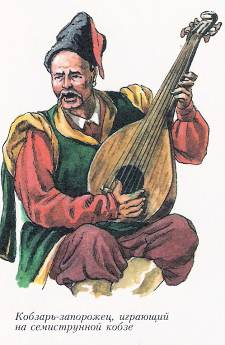 Кобзарь-запорожец, играющий
на семиструнной кобзе